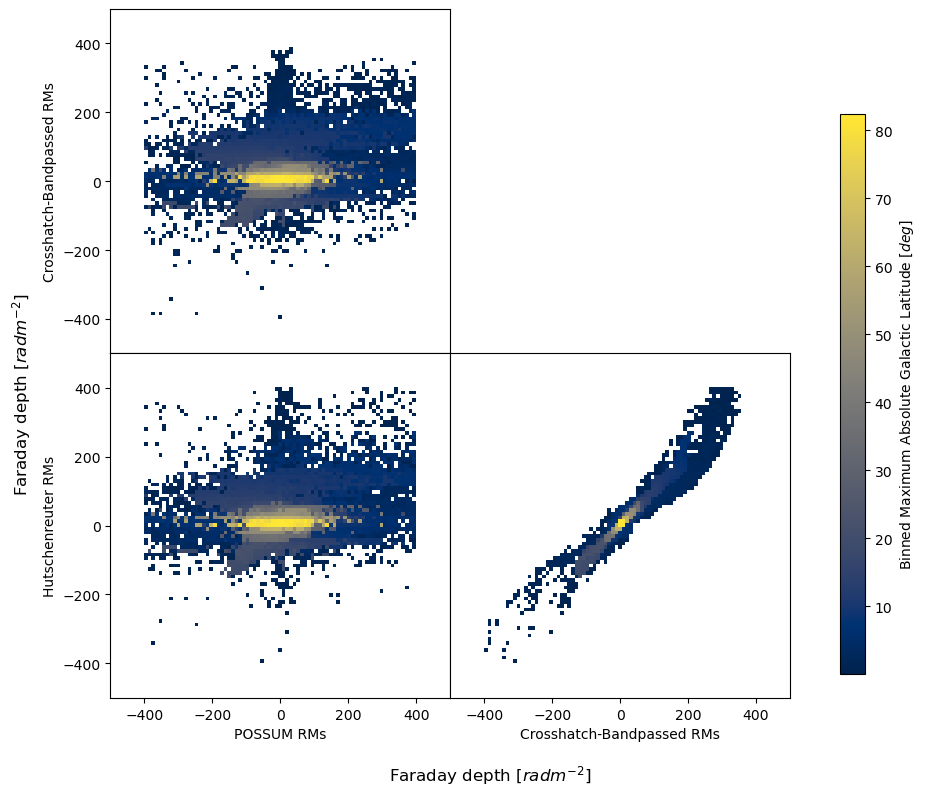 400
200
0
−200
−400
Crosshatch-Bandpassed RMs
400
200
0
−200
−400
Hutschenreuter RMs
Faraday depth [radm⁻²]
−400 −200 0 200 400
POSSUM RMs
−400 −200 0 200 400
Crosshatch-Bandpassed RMs
Faraday depth [radm⁻²]
80
70
60
50
40
30
20
10
Binned Maximum Absolute Galactic Latitude [deg]